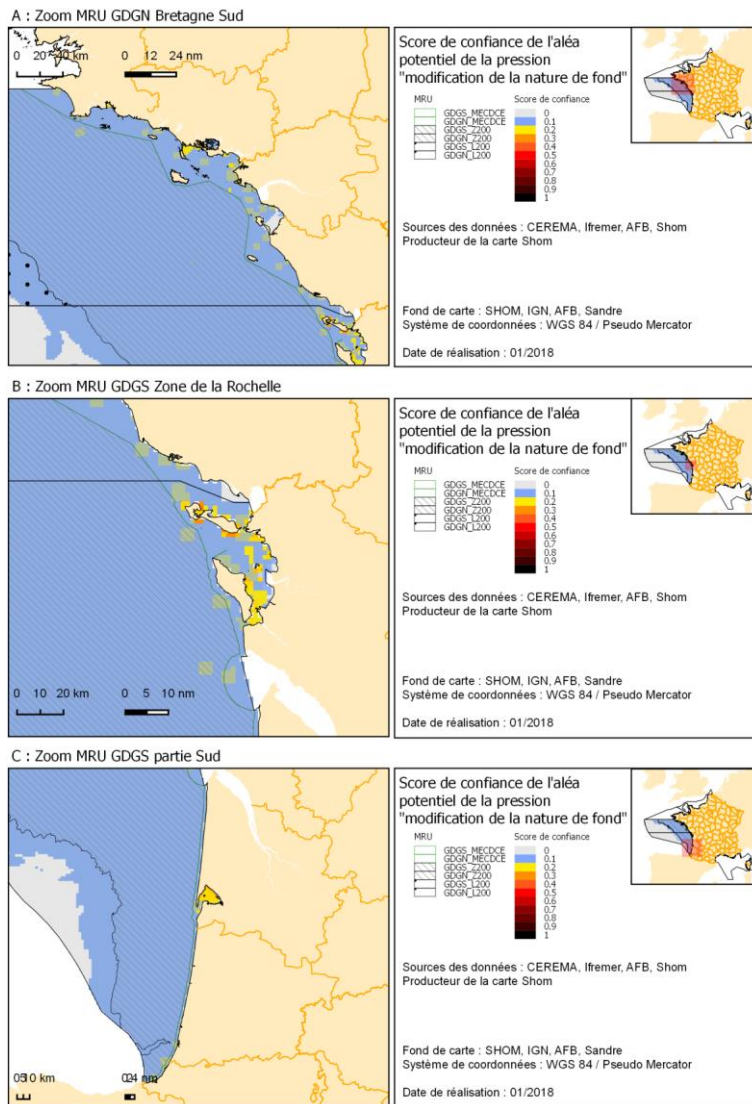 A : Zoom MRU GDGN Bretagne Sud
0 20 40 km
0 12 24 nm
Score de confiance de l'aléa
potentiel de la pression
"modification de la nature de fond"
MRU
Score de confiance
GDGS_MECDCE
GDGN_MECDCE
GDGS_Z200
GDGN_Z200
GDGS_L200
GDGN_L200
0
0.1
0.2
0.3
0.4
0.5
0.6
0.7
0.8
0.9
1
Sources des données : CEREMA, Ifremer, AFB, Shom
Producteur de la carte Shom
Fond de carte : SHOM, IGN, AFB, Sandre
Système de coordonnées : WGS 84 / Pseudo Mercator
Date de réalisation : 01/2018
B : Zoom MRU GDGS Zone de la Rochelle
0 10 20 km
0 5 10 nm
Score de confiance de l'aléa
potentiel de la pression
"modification de la nature de fond"
MRU
Score de confiance
GDGS_MECDCE
GDGN_MECDCE
GDGS_Z200
GDGN_Z200
GDGS_L200
GDGN_L200
0
0.1
0.2
0.3
0.4
0.5
0.6
0.7
0.8
0.9
1
Sources des données : CEREMA, Ifremer, AFB, Shom
Producteur de la carte Shom
Fond de carte : SHOM, IGN, AFB, Sandre
Système de coordonnées : WGS 84 / Pseudo Mercator
Date de réalisation : 01/2018
C : Zoom MRU GDGS partie Sud
0 5 10 km
0 2 4 nm
Score de confiance de l'aléa
potentiel de la pression
"modification de la nature de fond"
MRU
Score de confiance
GDGS_MECDCE
GDGN_MECDCE
GDGS_Z200
GDGN_Z200
GDGS_L200
GDGN_L200
0
0.1
0.2
0.3
0.4
0.5
0.6
0.7
0.8
0.9
1
Sources des données : CEREMA, Ifremer, AFB, Shom
Producteur de la carte Shom
Fond de carte : SHOM, IGN, AFB, Sandre
Système de coordonnées : WGS 84 / Pseudo Mercator
Date de réalisation : 01/2018